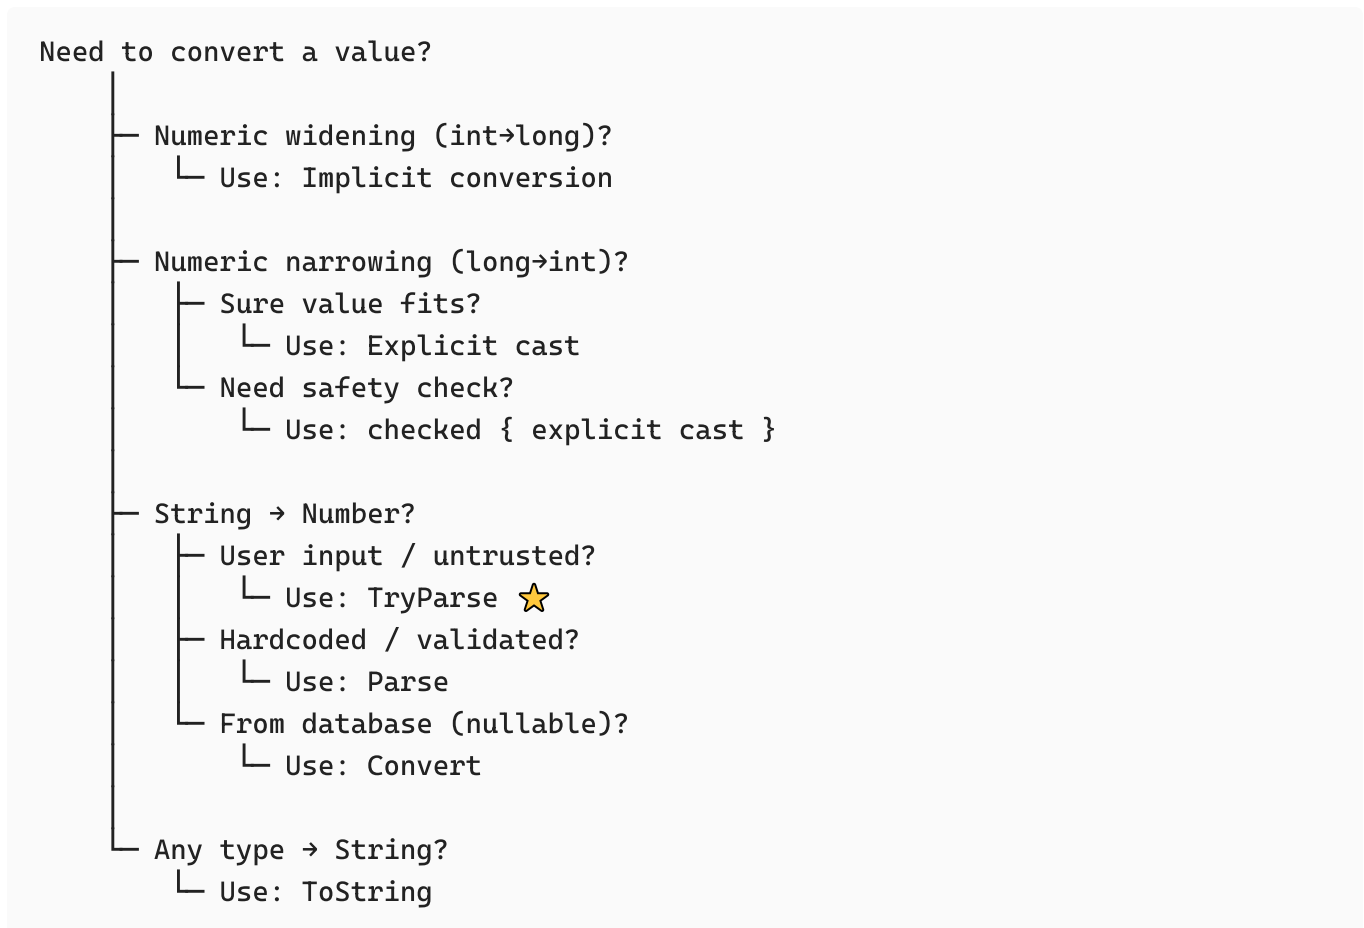 Need to convert a value?
├─ Numeric widening (int→long)?
└─ Use: Implicit conversion
├─ Numeric narrowing (long→int)?
├─ Sure value fits?
└─ Use: Explicit cast
└─ Need safety check?
└─ Use: checked { explicit cast }
├─ String → Number?
├─ User input / untrusted?
└─ Use: TryParse ⭐
├─ Hardcoded / validated?
└─ Use: Parse
└─ From database (nullable)?
└─ Use: Convert
└─ Any type → String?
└─ Use: ToString